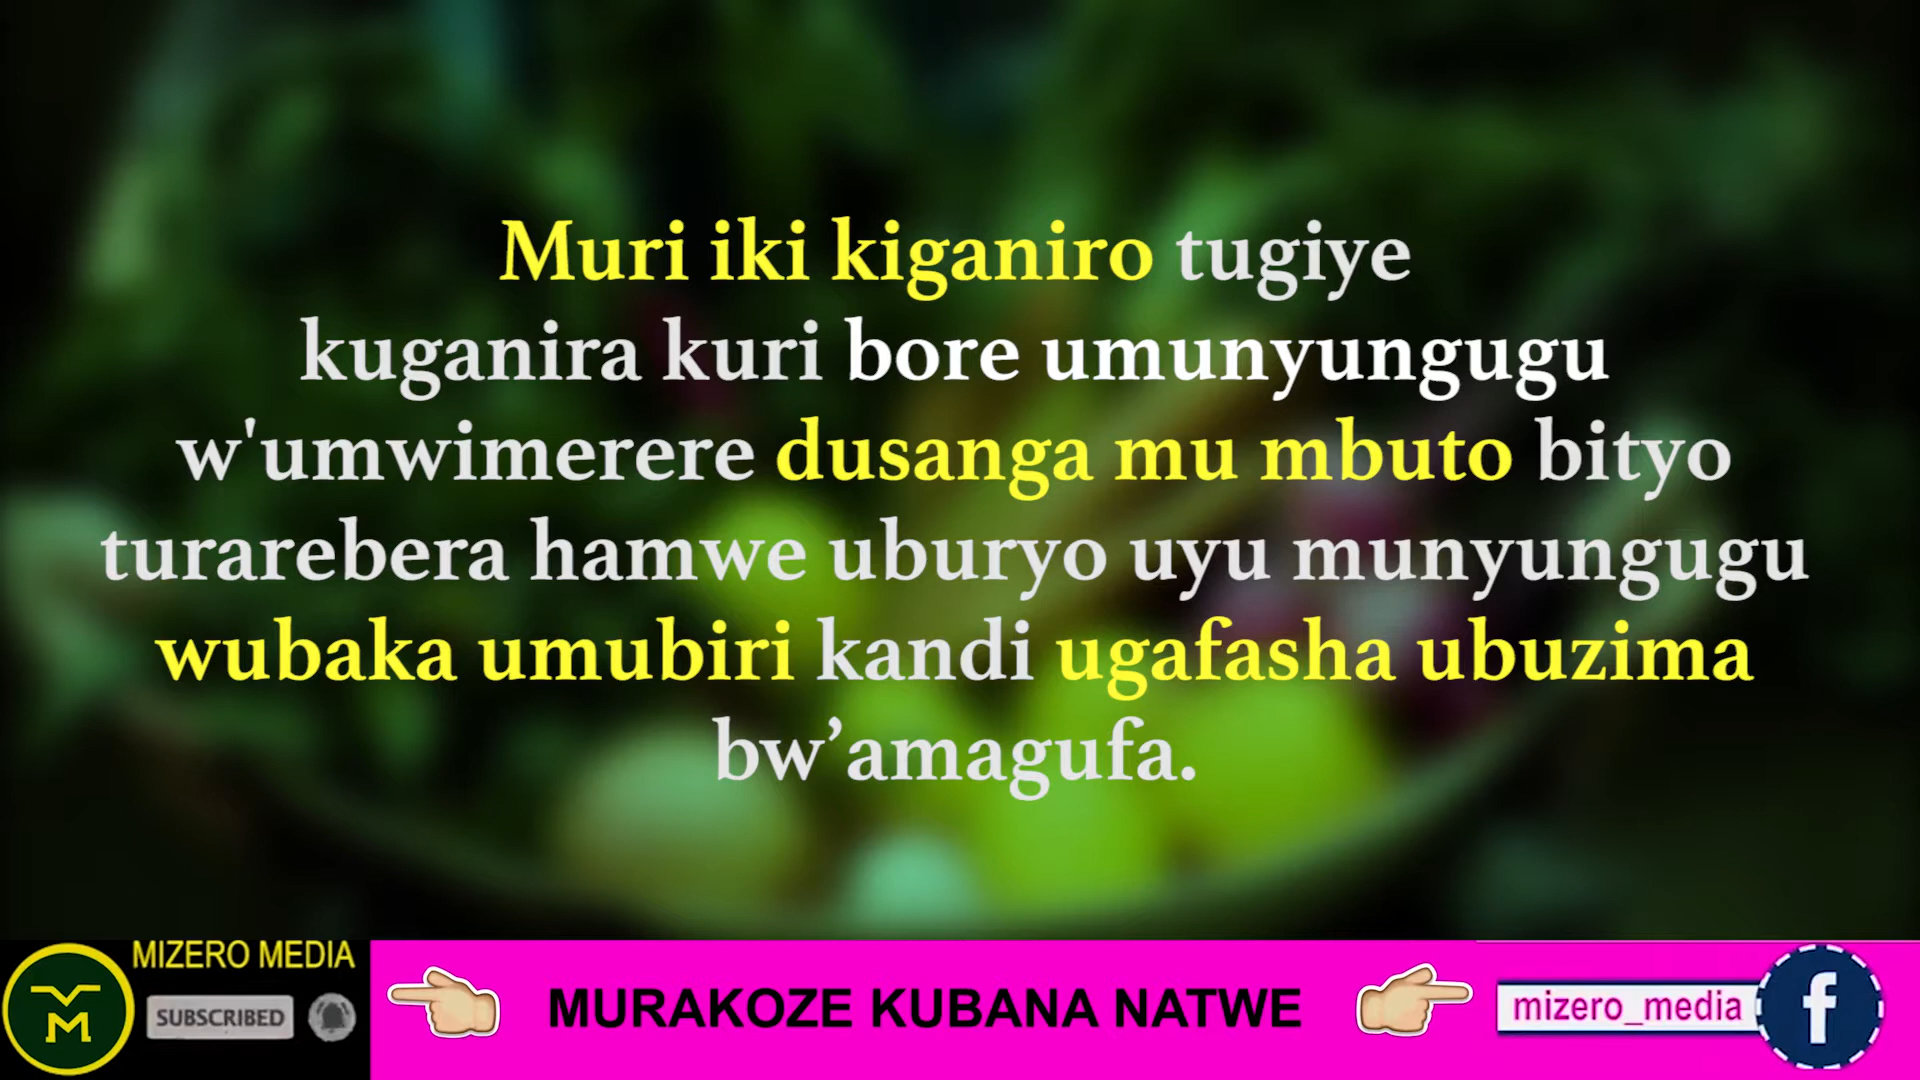 Muri iki kiganiro tugiye
kuganira kuri bore umunyungugu
w'umwimerere dusanga mu mbuto bityo
turarebera hamwe uburyo uyu munyungugu
wubaka umubiri kandi ugafasha ubuzima
bw’amagufa.
MIZERO MEDIA
SUBSCRIBED
MURAKOZE KUBANA NATWE
mizero_media